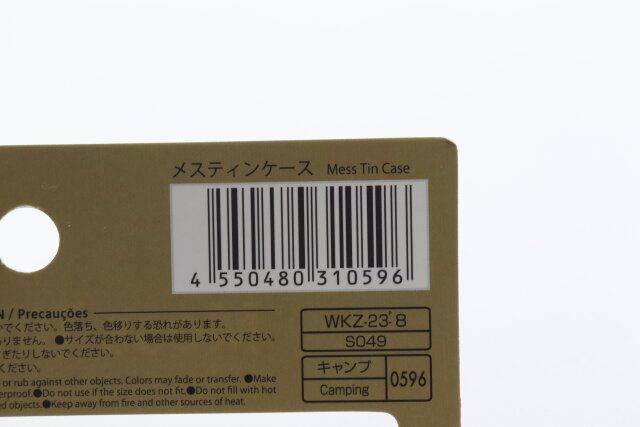 メスティンケース Mess Tin Case
4 550480 310596
N / Precauções
でください。色落ち、色移りする恐れがあります。
りません。●サイズが合わない場合は使用しないでください。
ぎたりしないでください。
ください。
or rub against other objects. Colors may fade or transfer. ●Make
erproof.●Do not use if the size does not fit.●Do not fill with hot
ed objects.●Keep away from fire and other sources of heat.
WKZ-23-8
S049
キャンプ
Camping
0596